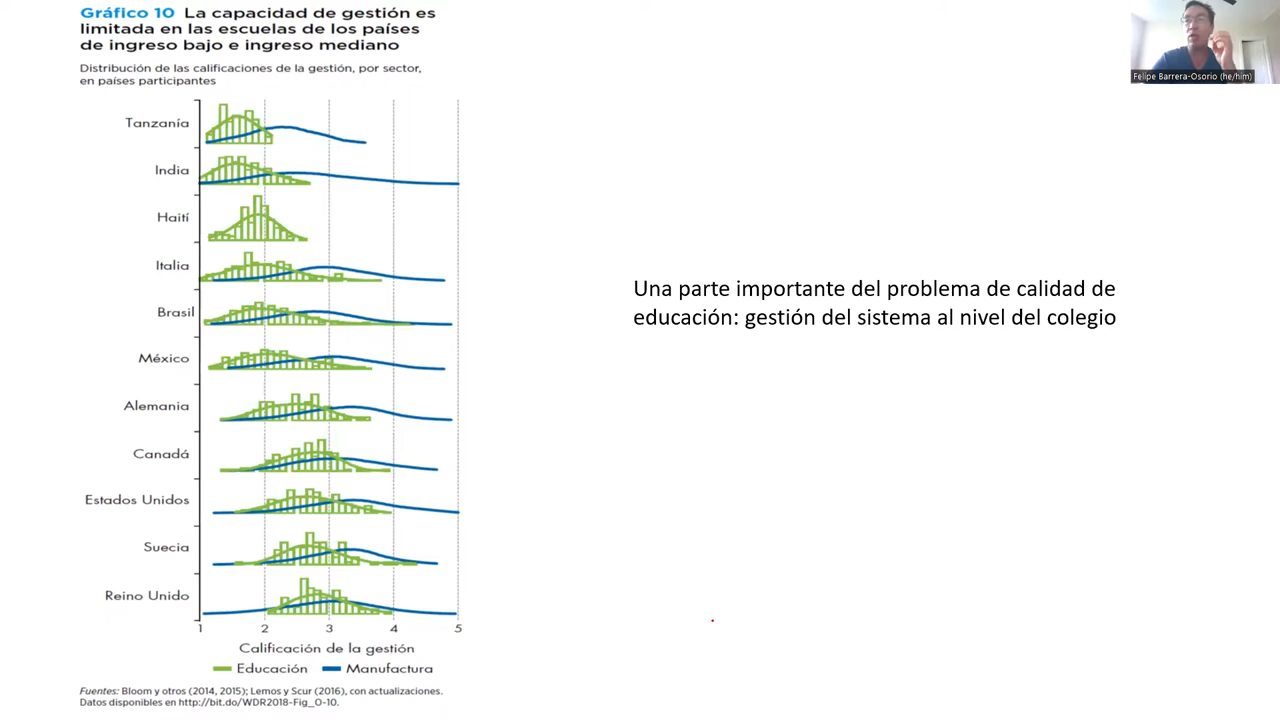 Gráfico 10 La capacidad de gestión es
limitada en las escuelas de los países
de ingreso bajo e ingreso mediano
Distribución de las calificaciones de la gestión, por sector,
en países participantes
Tanzanía
India
Haití
Italia
Brasil
México
Alemania
Canadá
Estados Unidos
Suecia
Reino Unido
1 2 3 4 5
Calificación de la gestión
Educación Manufactura
Fuentes: Bloom y otros (2014, 2015); Lemos y Scur (2016), con actualizaciones.
Datos disponibles en http://bit.do/WDR2018-Fig_O-10.
Una parte importante del problema de calidad de
educación: gestión del sistema al nivel del colegio
Felipe Barrera-Osorio (he/him)